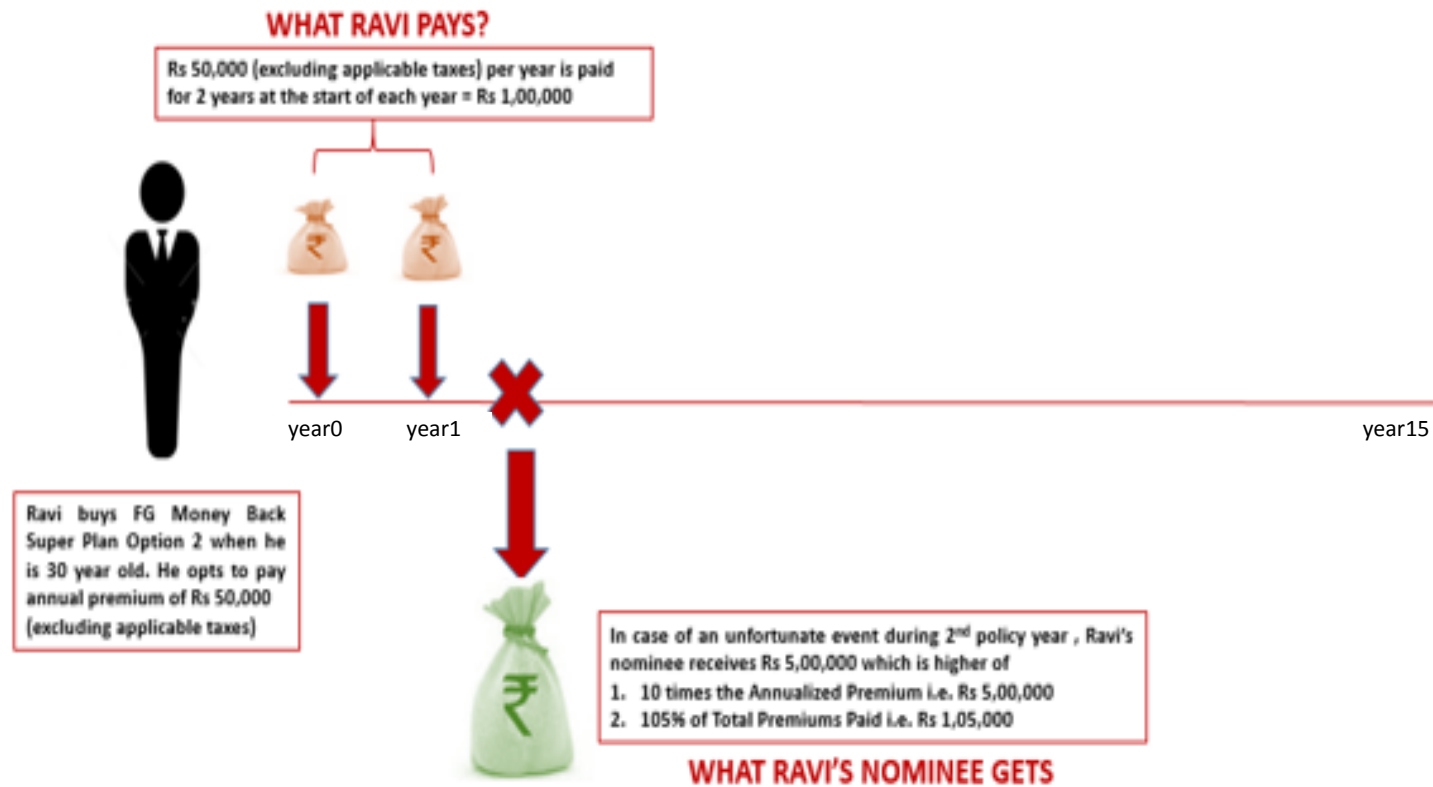 WHAT RAVI PAYS?
Rs 50,000 (excluding applicable taxes) per year is paid
for 2 years at the start of each year = Rs 1,00,000
₹
₹
year0
year1
year15
Ravi buys FG Money Back
Super Plan Option 2 when he
is 30 year old. He opts to pay
annual premium of Rs 50,000
(excluding applicable taxes)
₹
In case of an unfortunate event during 2nd policy year , Ravi's
nominee receives Rs 5,00,000 which is higher of
1. 10 times the Annualized Premium i.e. Rs 5,00,000
2. 105% of Total Premiums Paid i.e. Rs 1,05,000
WHAT RAVI'S NOMINEE GETS